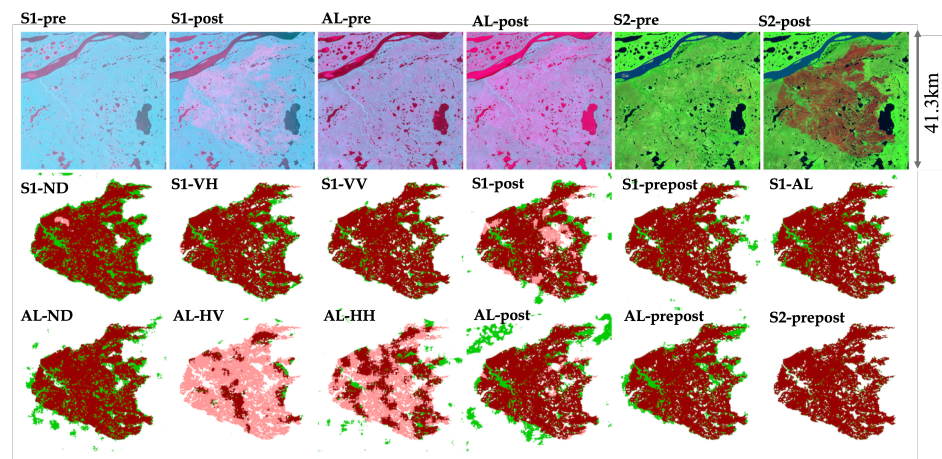 S1-pre S1-post AL-pre AL-post S2-pre S2-post
41.3km
S1-ND S1-VH S1-VV S1-post S1-prepost S1-AL
AL-ND AL-HV AL-HH AL-post AL-prepost S2-prepost